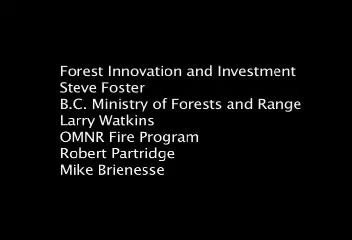 Forest Innovation and Investment
Steve Foster
B.C. Ministry of Forests and Range
Larry Watkins
OMNR Fire Program
Robert Partridge
Mike Brienesse